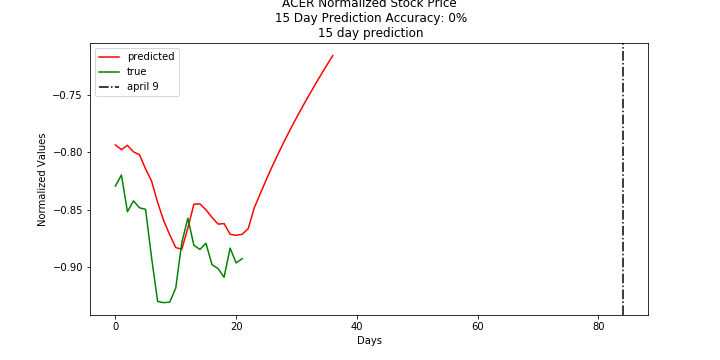 ACER Normalized Stock Price
15 Day Prediction Accuracy: 0%
15 day prediction
predicted
true
april 9
−0.75
−0.80
−0.85
−0.90
Normalized Values
0
20
40
60
80
Days